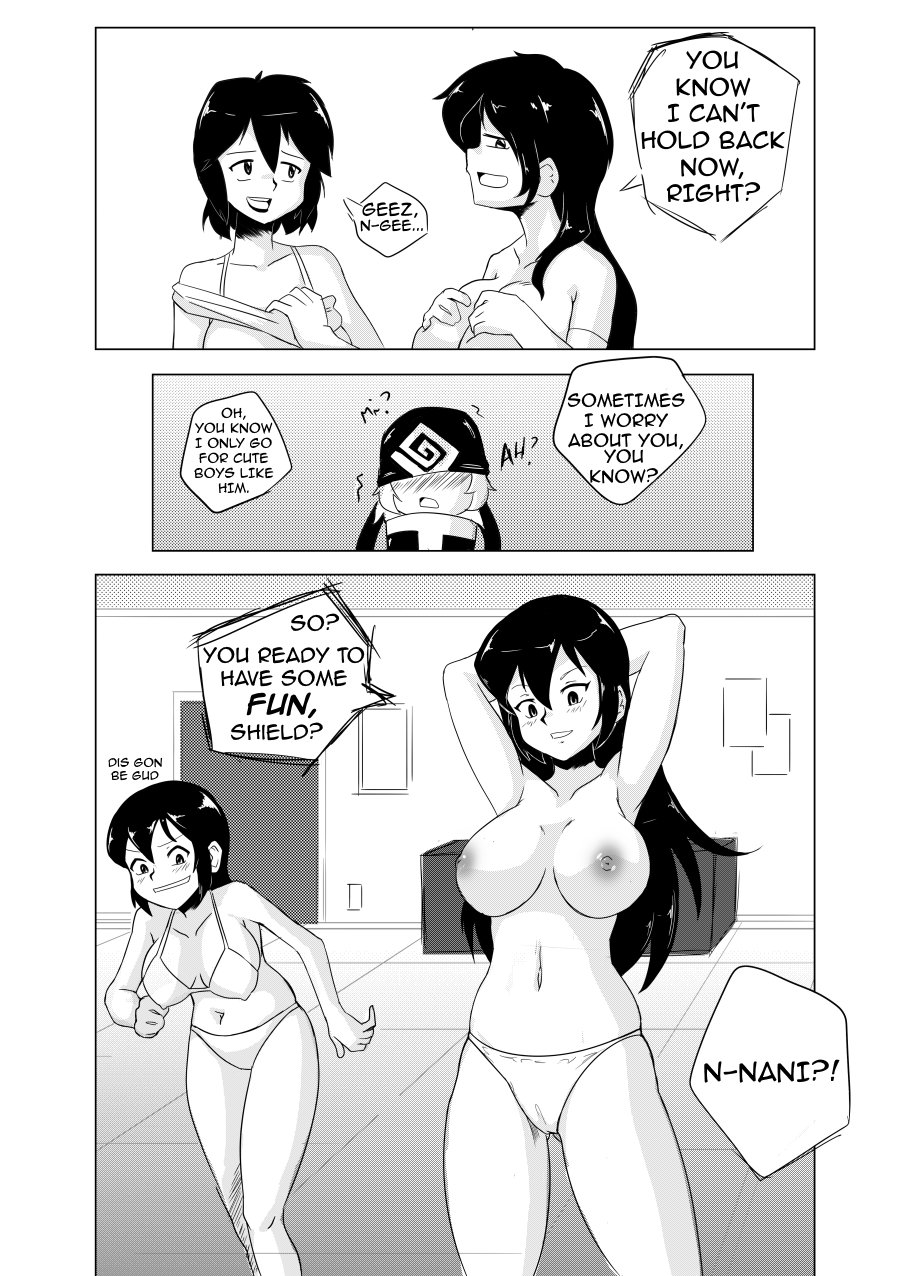 YOU
KNOW
I CAN'T
HOLD BACK
NOW,
RIGHT?
GEEZ,
N-GEE...
OH,
YOU KNOW
I ONLY GO
FOR CUTE
BOYS LIKE
HIM.
AH?
SOMETIMES
I WORRY
ABOUT YOU,
YOU
KNOW?
SO?
YOU READY TO
HAVE SOME
FUN,
SHIELD?
DIS GON
BE GUD
N-NANI?!